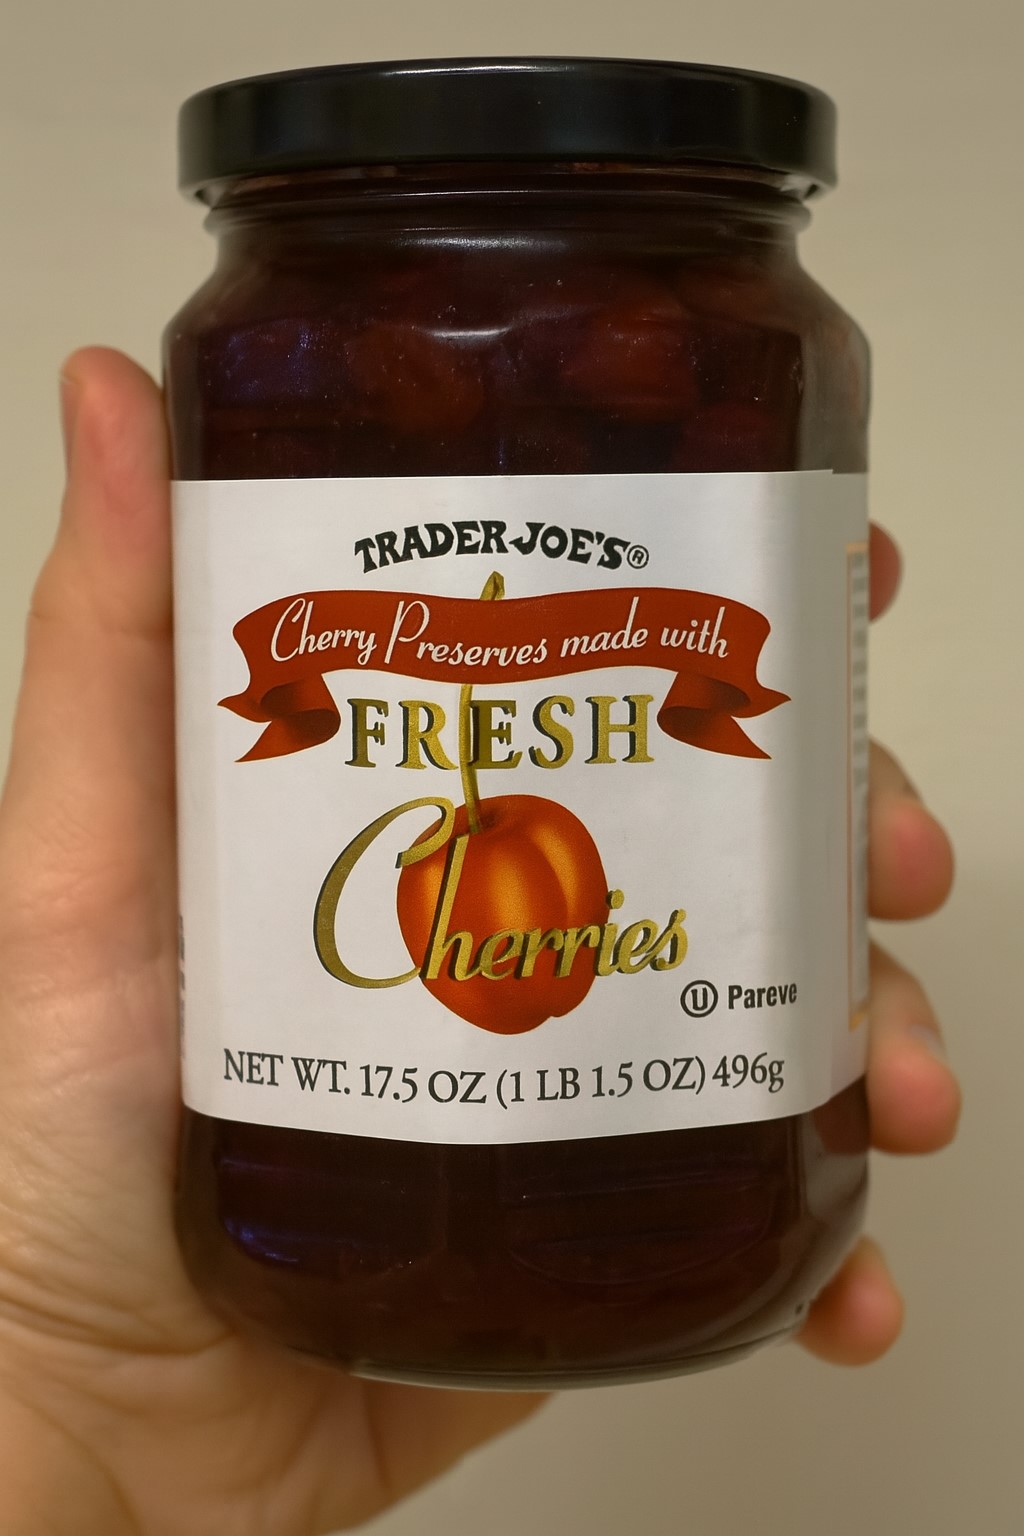 TRADER JOE'S®
Cherry Preserves made with
FRESH
Cherries
U Pareve
NET WT. 17.5 OZ (1 LB 1.5 OZ) 496g